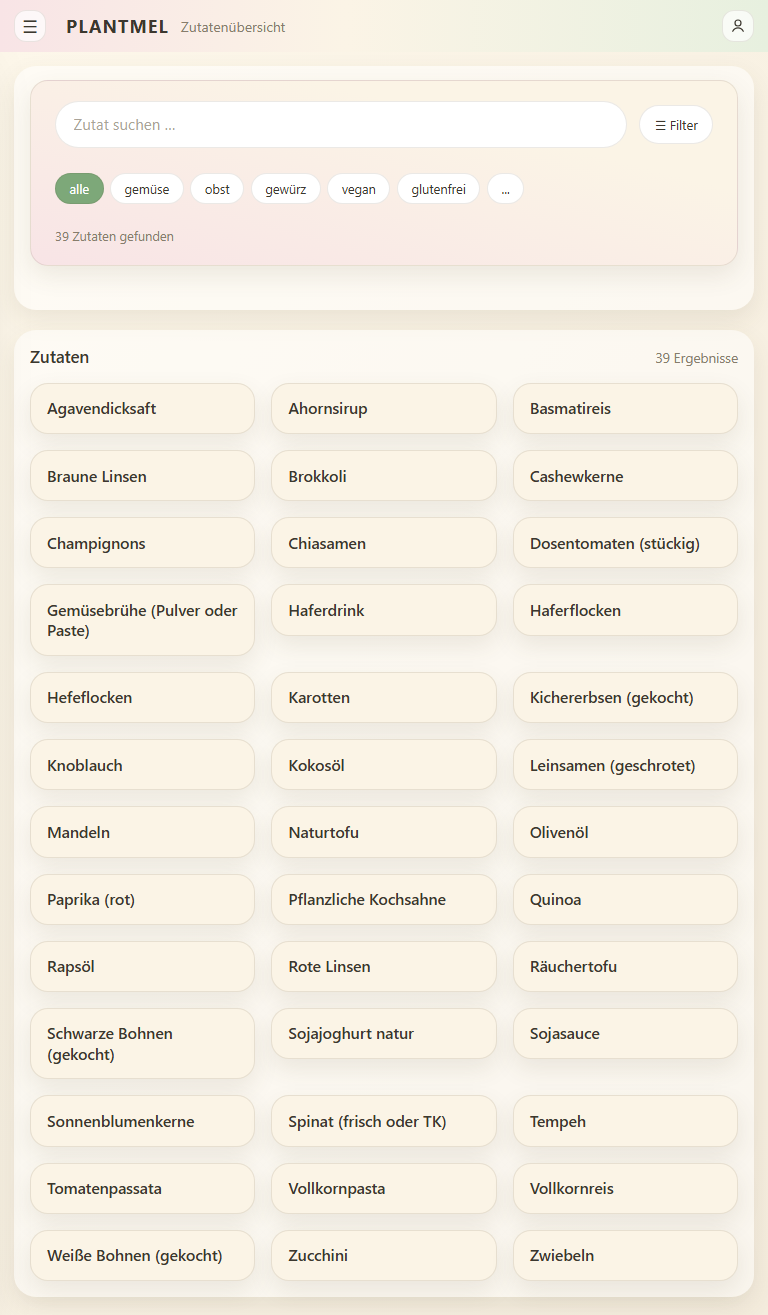 ☰ PLANTMEL Zutatenübersicht
Zutat suchen ...
☰ Filter
alle gemüse obst gewürz vegan glutenfrei ...
39 Zutaten gefunden
Zutaten 39 Ergebnisse
Agavendicksaft Ahornsirup Basmatireis
Braune Linsen Brokkoli Cashewkerne
Champignons Chiasamen Dosentomaten (stückig)
Gemüsebrühe (Pulver oder
Paste)
Haferdrink Haferflocken
Hefeflocken Karotten Kichererbsen (gekocht)
Knoblauch Kokosöl Leinsamen (geschrotet)
Mandeln Naturtofu Olivenöl
Paprika (rot) Pflanzliche Kochsahne Quinoa
Rapsöl Rote Linsen Räuchertofu
Schwarze Bohnen
(gekocht)
Sojajoghurt natur Sojasauce
Sonnenblumenkerne Spinat (frisch oder TK) Tempeh
Tomatenpassata Vollkornpasta Vollkornreis
Weiße Bohnen (gekocht) Zucchini Zwiebeln